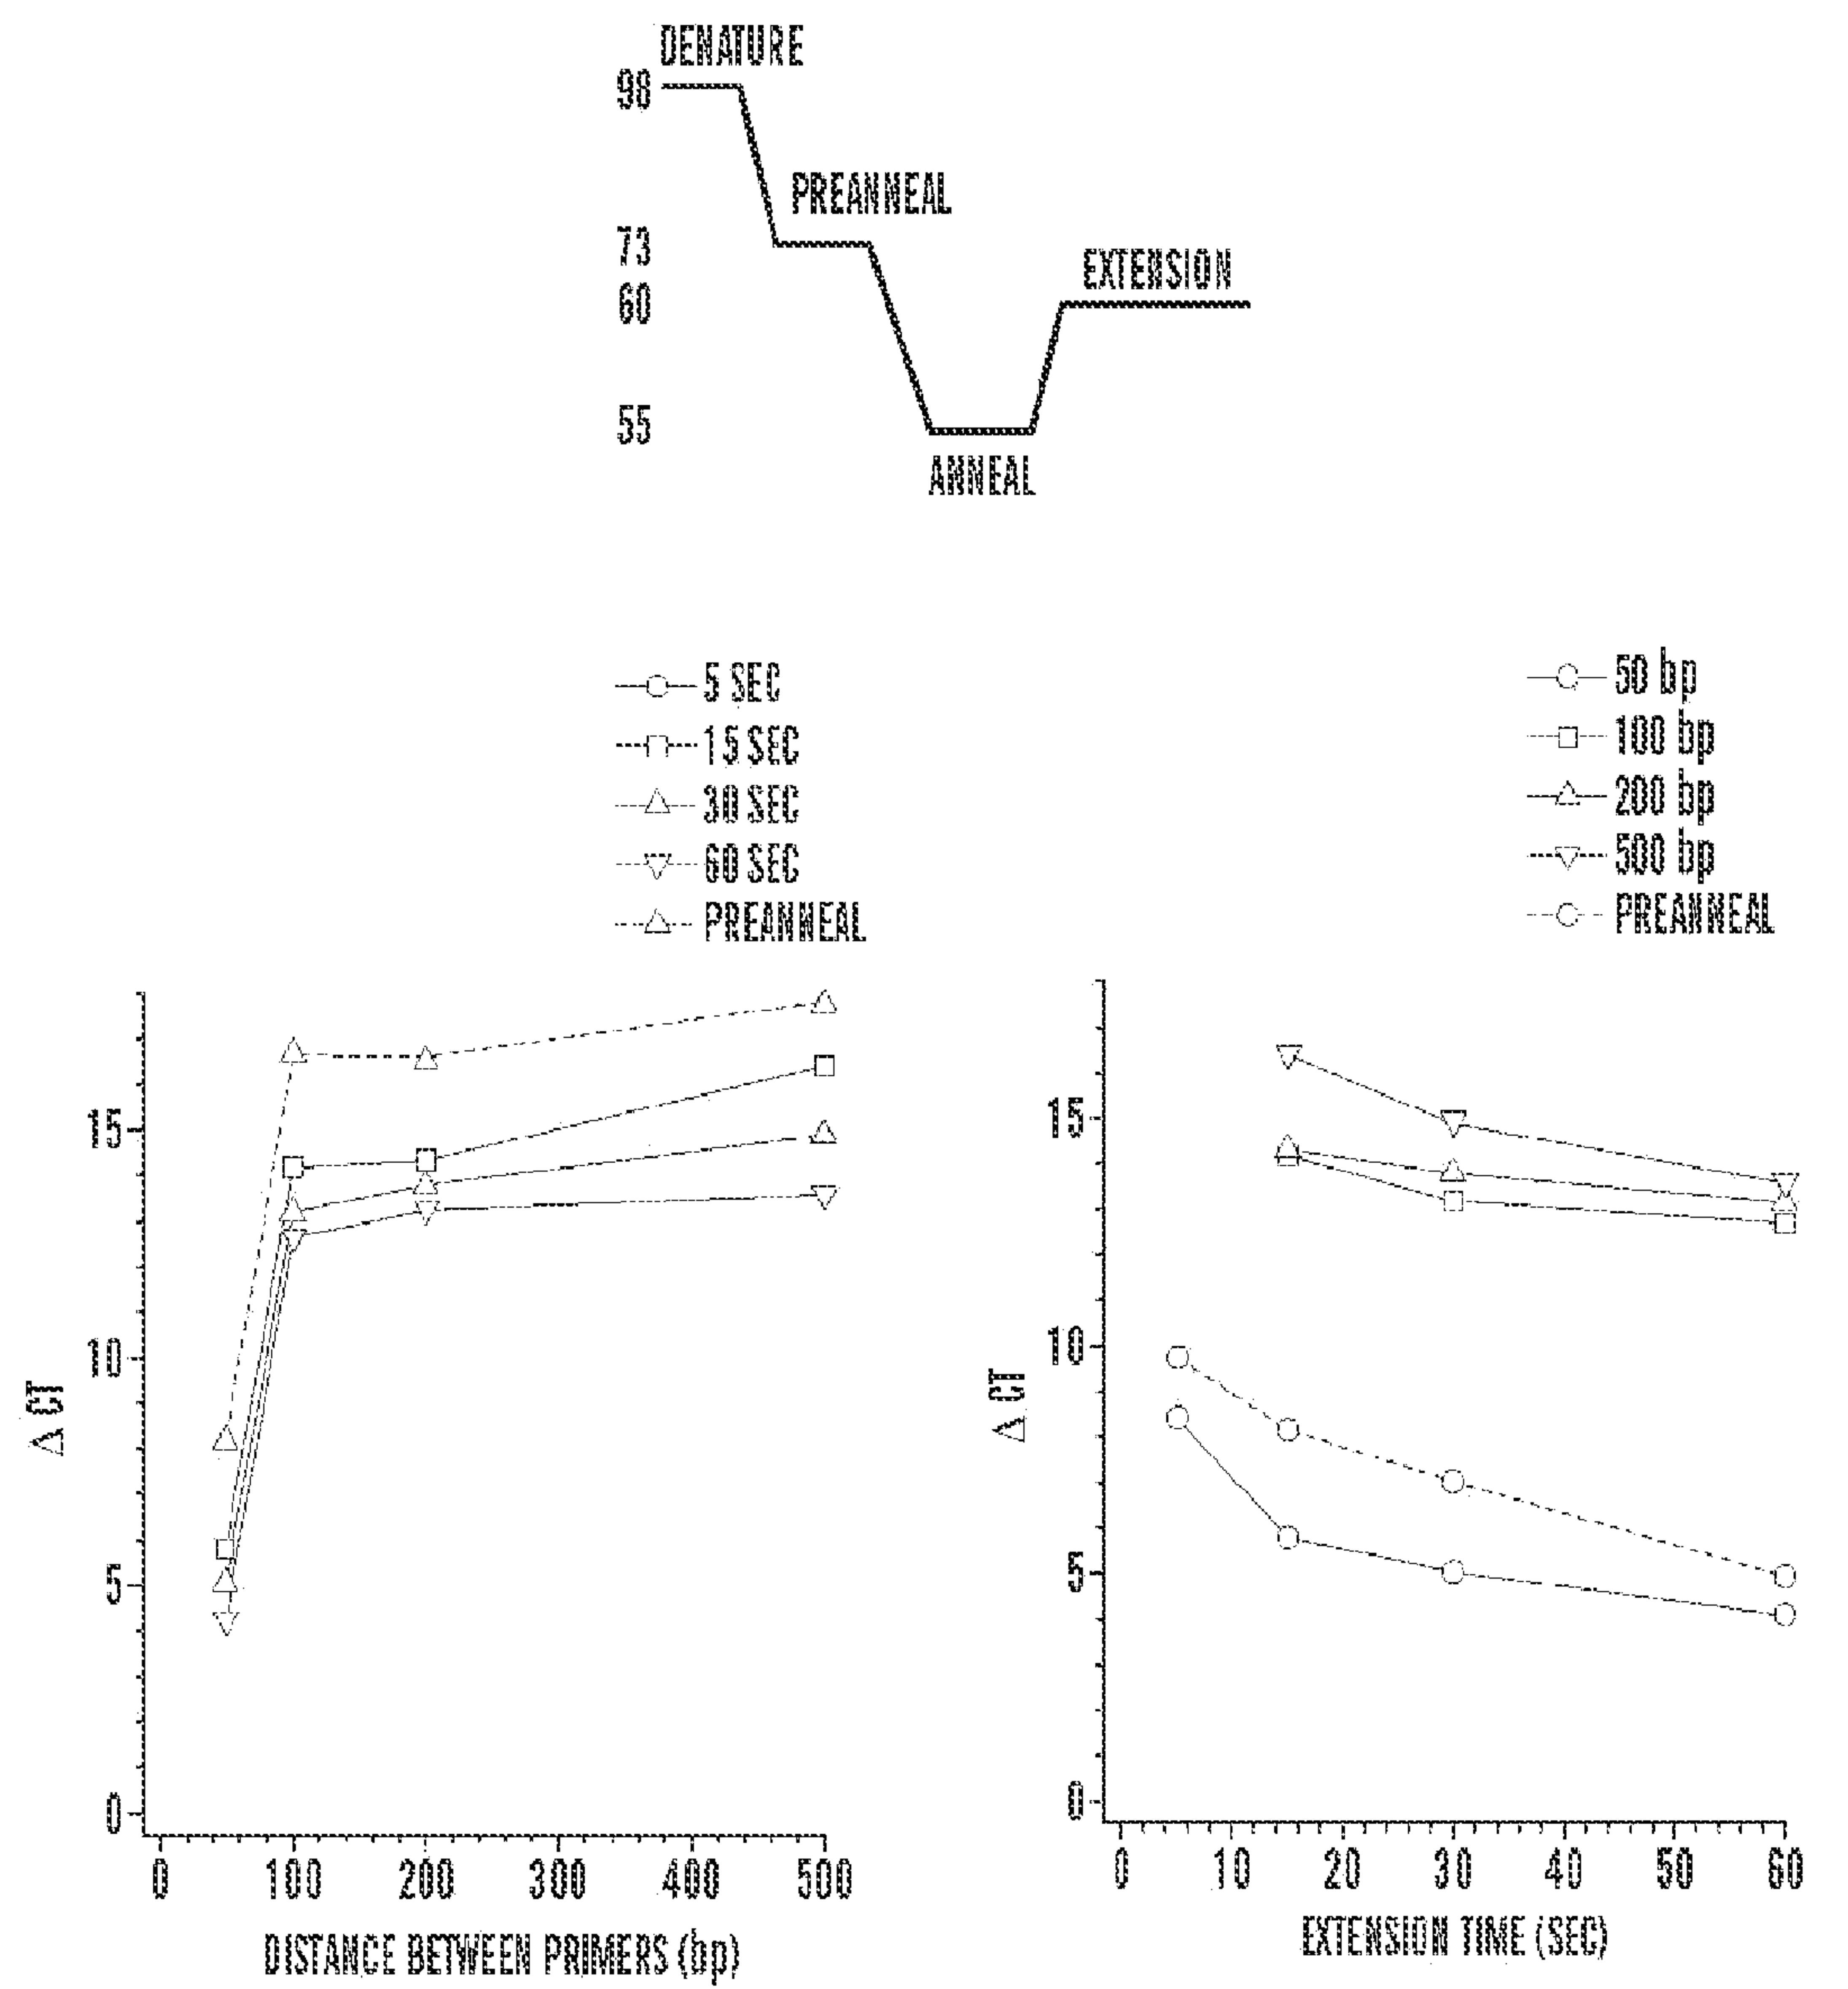 DENATURE
98
PREANNEAL
73
EXTENSION
60
55
ANNEAL
5 SEC
15 SEC
30 SEC
60 SEC
PREANNEAL
50 bp
100 bp
200 bp
500 bp
PREANNEAL
15
10
5
0
Δ CT
0 100 200 300 400 500
DISTANCE BETWEEN PRIMERS (bp)
15
10
5
0
Δ CT
0 10 20 30 40 50 60
EXTENSION TIME (SEC)